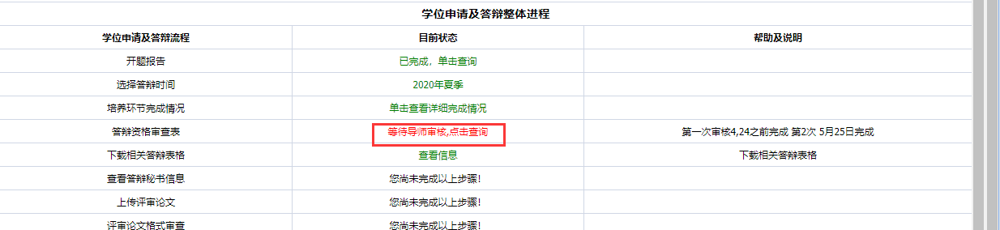 学位申请及答辩整体进程
学位申请及答辩流程 目前状态 帮助及说明
开题报告 已完成，单击查询
选择答辩时间 2020年夏季
培养环节完成情况 单击查看详细完成情况
答辩资格审查表 等待导师审核,点击查询 第一次审核4,24之前完成 第2次 5月25日完成
下载相关答辩表格 查看信息 下载相关答辩表格
查看答辩秘书信息 您尚未完成以上步骤!
上传评审论文 您尚未完成以上步骤!
评审论文格式审查 您尚未完成以上步骤!